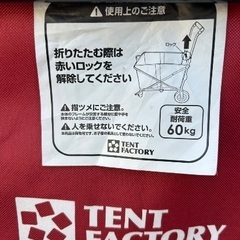 使用上のご注意
折りたたむ際は
赤いロックを
解除してください
ロック
指ツメにご注意。
人を乗せないでください。
安全
耐荷重
60kg
TENT
FACTORY
TENT
FACTORY